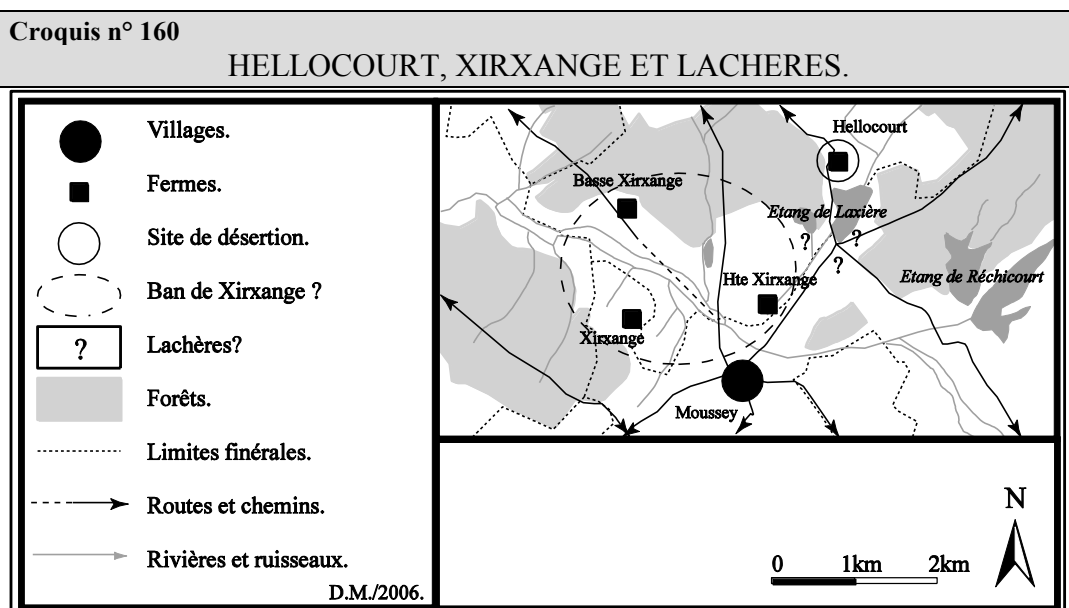 Croquis n° 160
HELLOCOURT, XIRXANGE ET LACHERES.
Villages.
Fermes.
Site de désertion.
Ban de Xirxange ?
?
Lachères?
Forêts.
Limites finérales.
Routes et chemins.
Rivières et ruisseaux.
D.M./2006.
Hellocourt
Basse Xirxange
Etang de Laxière
?
?
?
Etang de Réchicourt
Hte Xirxange
Xirxange
Moussey
N
0 1km 2km